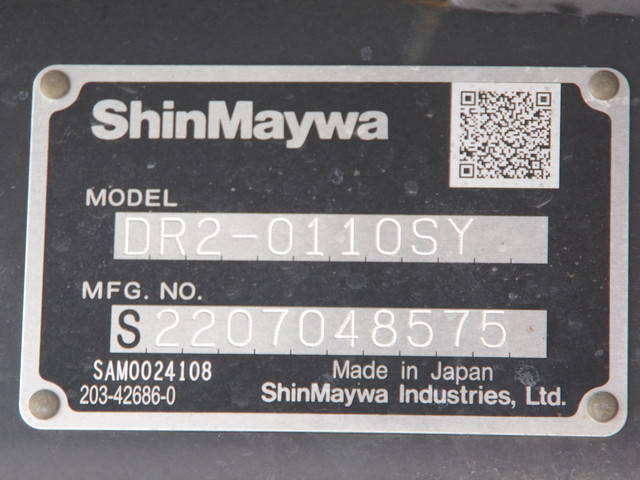 ShinMaywa
MODEL
DR2-0110SY
MFG. NO.
S2207048575
SAM0024108
203-42686-0
Made in Japan
ShinMaywa Industries, Ltd.